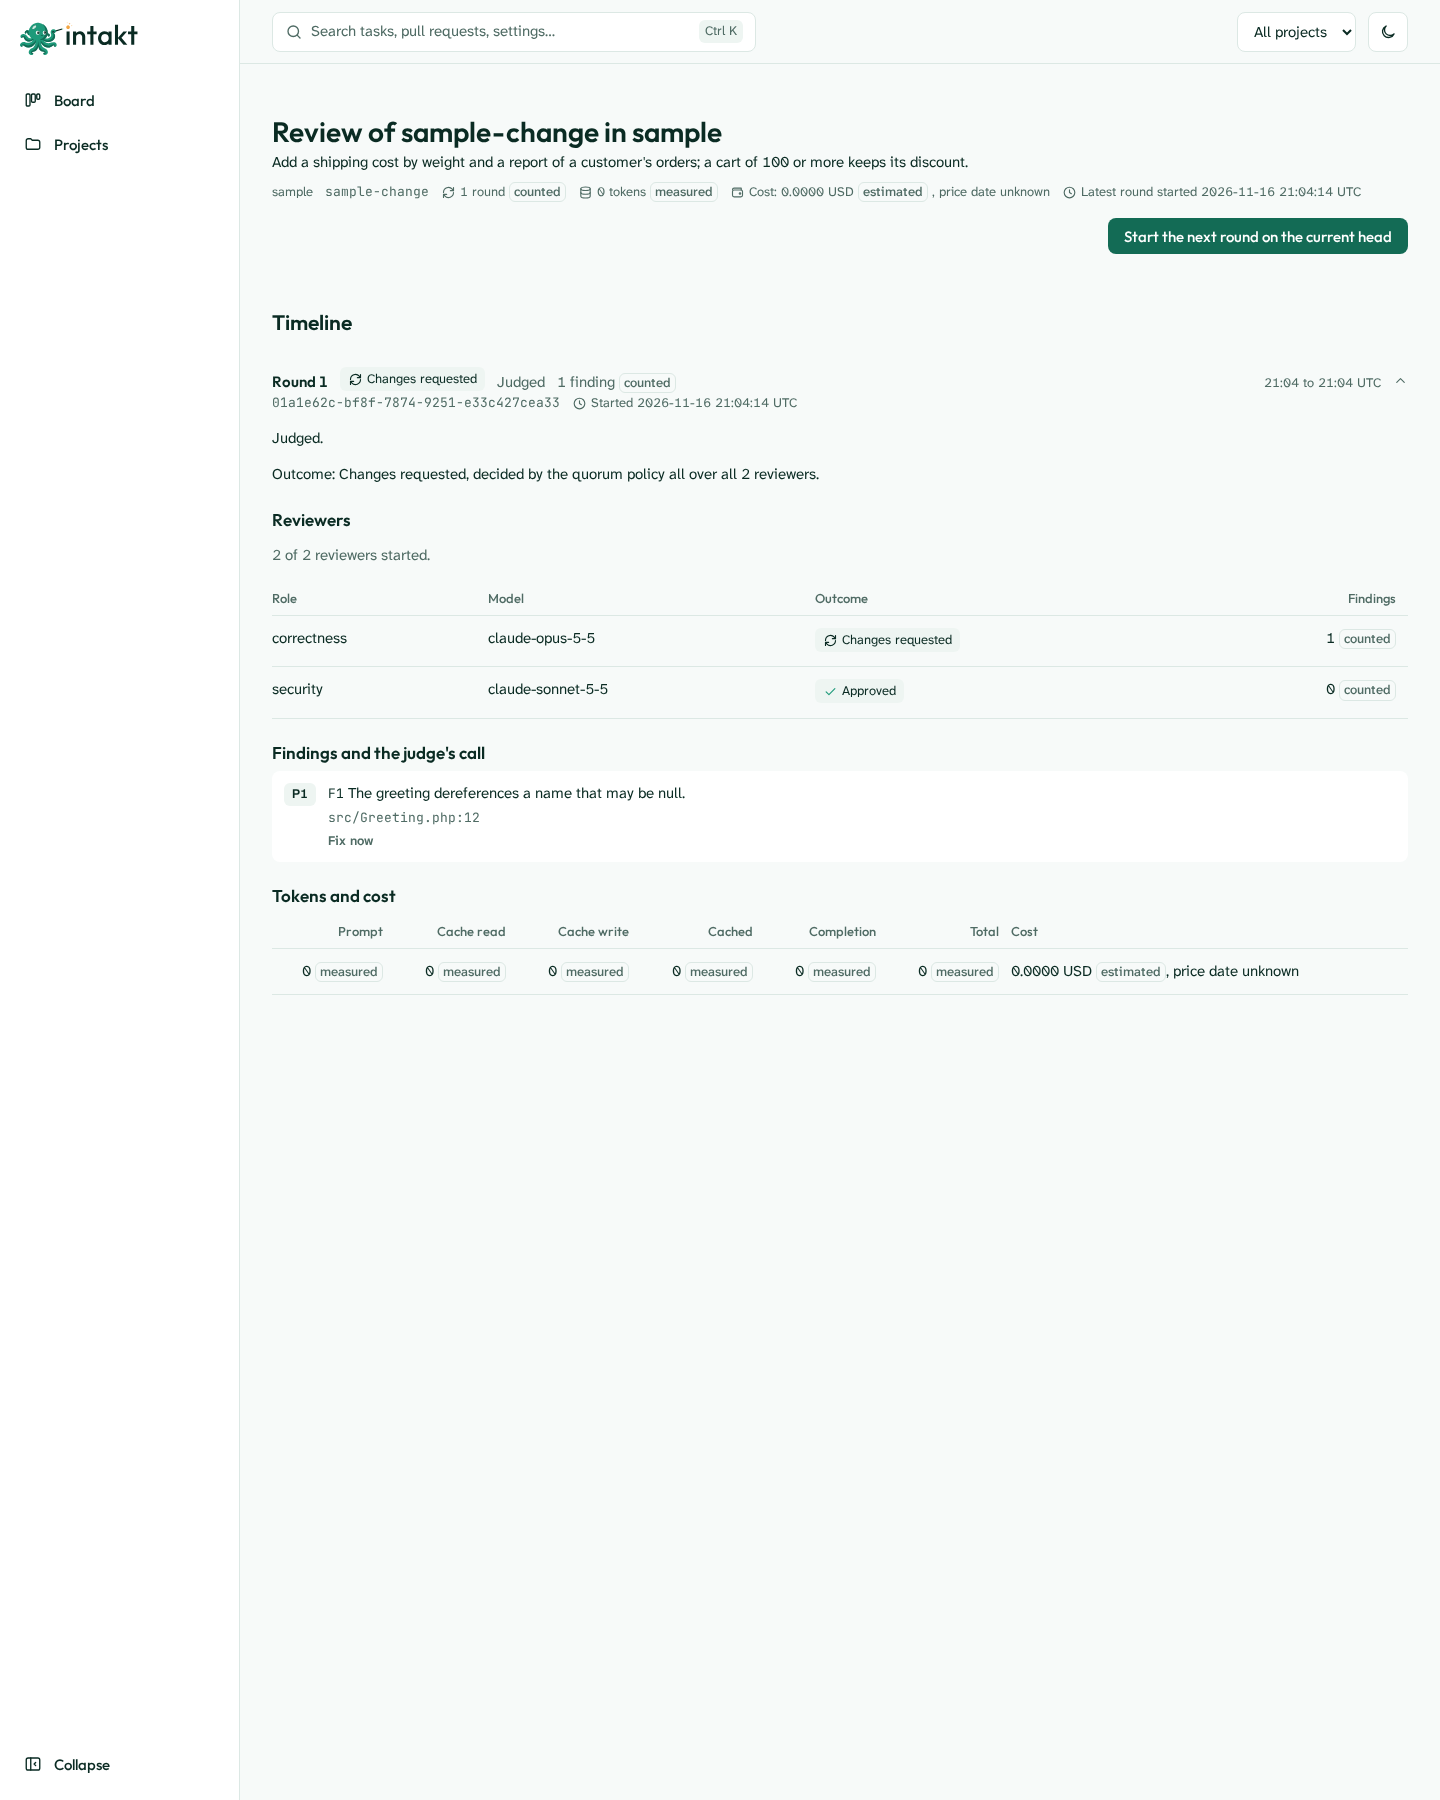 intakt
Search tasks, pull requests, settings...
Ctrl K
All projects
Board
Projects
Review of sample-change in sample
Add a shipping cost by weight and a report of a customer's orders; a cart of 100 or more keeps its discount.
sample sample-change 1 round counted 0 tokens measured Cost: 0.0000 USD estimated , price date unknown Latest round started 2026-11-16 21:04:14 UTC
Start the next round on the current head
Timeline
Round 1 Changes requested Judged 1 finding counted 21:04 to 21:04 UTC
01a1e62c-bf8f-7874-9251-e33c427cea33 Started 2026-11-16 21:04:14 UTC
Judged.
Outcome: Changes requested, decided by the quorum policy all over all 2 reviewers.
Reviewers
2 of 2 reviewers started.
Role Model Outcome Findings
correctness claude-opus-5-5 Changes requested 1 counted
security claude-sonnet-5-5 Approved 0 counted
Findings and the judge's call
P1 F1 The greeting dereferences a name that may be null.
src/Greeting.php:12
Fix now
Tokens and cost
Prompt Cache read Cache write Cached Completion Total Cost
0 measured 0 measured 0 measured 0 measured 0 measured 0 measured 0.0000 USD estimated, price date unknown
Collapse